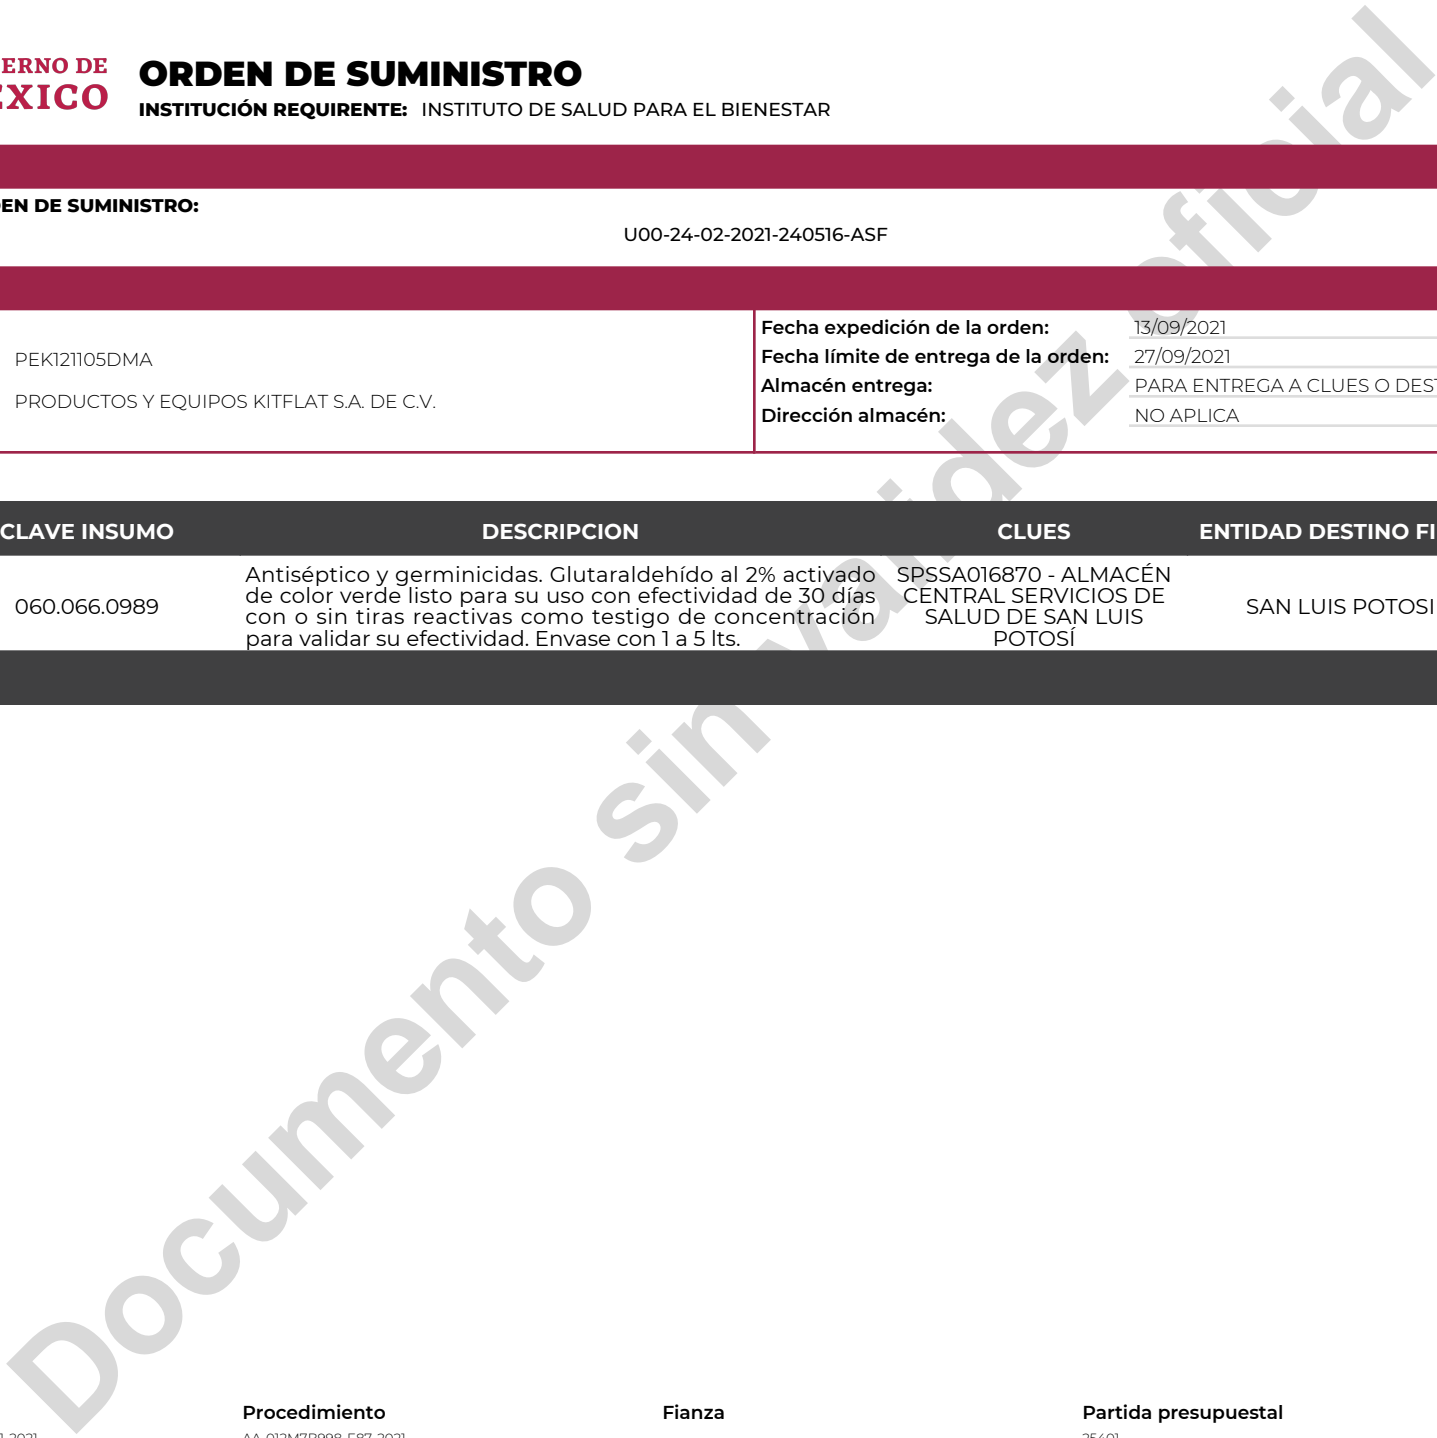 ERNO DE
ÉXICO
ORDEN DE SUMINISTRO
INSTITUCIÓN REQUIRENTE: INSTITUTO DE SALUD PARA EL BIENESTAR
EN DE SUMINISTRO:
U00-24-02-2021-240516-ASF
PEK121105DMA
PRODUCTOS Y EQUIPOS KITFLAT S.A. DE C.V.
Fecha expedición de la orden: 13/09/2021
Fecha límite de entrega de la orden: 27/09/2021
Almacén entrega: PARA ENTREGA A CLUES O DEST
Dirección almacén: NO APLICA
CLAVE INSUMO DESCRIPCION CLUES ENTIDAD DESTINO FI
060.066.0989
Antiséptico y germinicidas. Glutaraldehído al 2% activado
de color verde listo para su uso con efectividad de 30 días
con o sin tiras reactivas como testigo de concentración
para validar su efectividad. Envase con 1 a 5 lts.
SPSSA016870 - ALMACÉN
CENTRAL SERVICIOS DE
SALUD DE SAN LUIS
POTOSÍ
SAN LUIS POTOSI
Documento sin validez oficial
Procedimiento Fianza Partida presupuestal